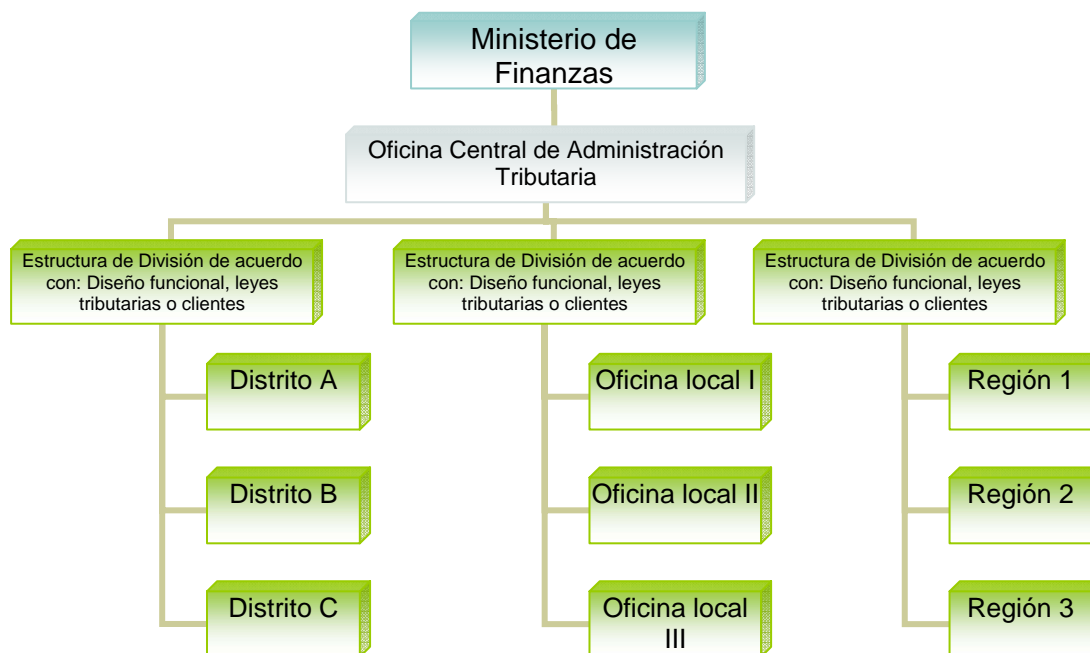 Ministerio de
Finanzas
Oficina Central de Administración
Tributaria
Estructura de División de acuerdo
con: Diseño funcional, leyes
tributarias o clientes
Estructura de División de acuerdo
con: Diseño funcional, leyes
tributarias o clientes
Estructura de División de acuerdo
con: Diseño funcional, leyes
tributarias o clientes
Distrito A
Oficina local I
Región 1
Distrito B
Oficina local II
Región 2
Distrito C
Oficina local
III
Región 3